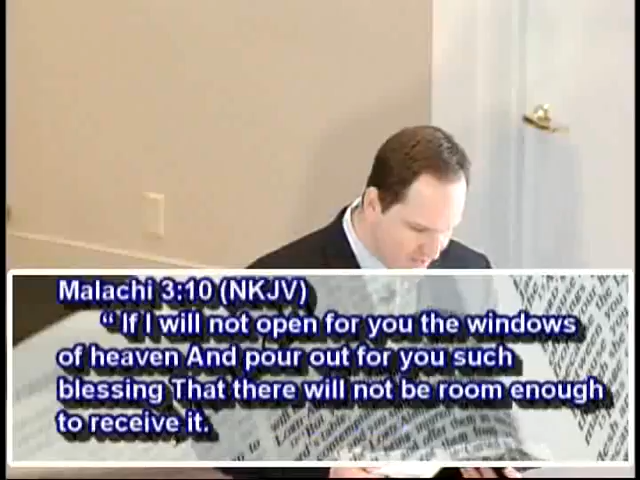 Malachi 3:10 (NKJV)
“ If I will not open for you the windows
of heaven And pour out for you such
blessing That there will not be room enough
to receive it.